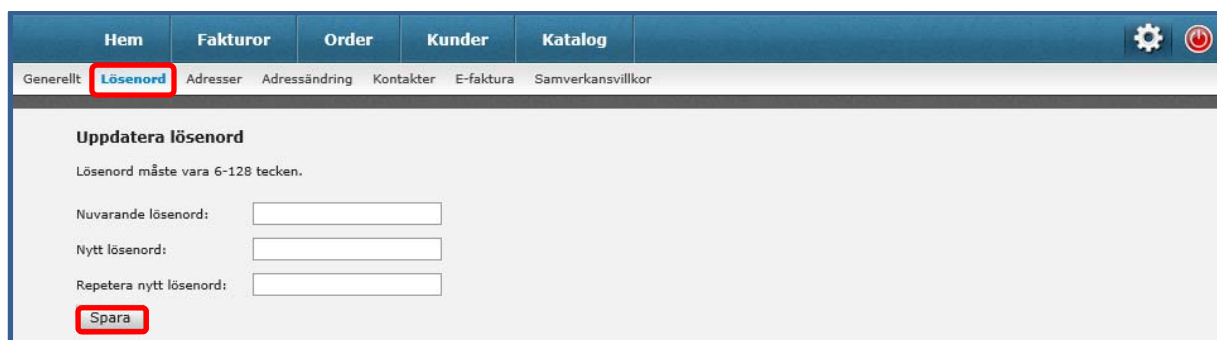 Hem Fakturor Order Kunder Katalog
Generellt Lösenord Adresser Adressändring Kontakter E-faktura Samverkansvillkor
Uppdatera lösenord
Lösenord måste vara 6-128 tecken.
Nuvarande lösenord:
Nytt lösenord:
Repetera nytt lösenord:
Spara